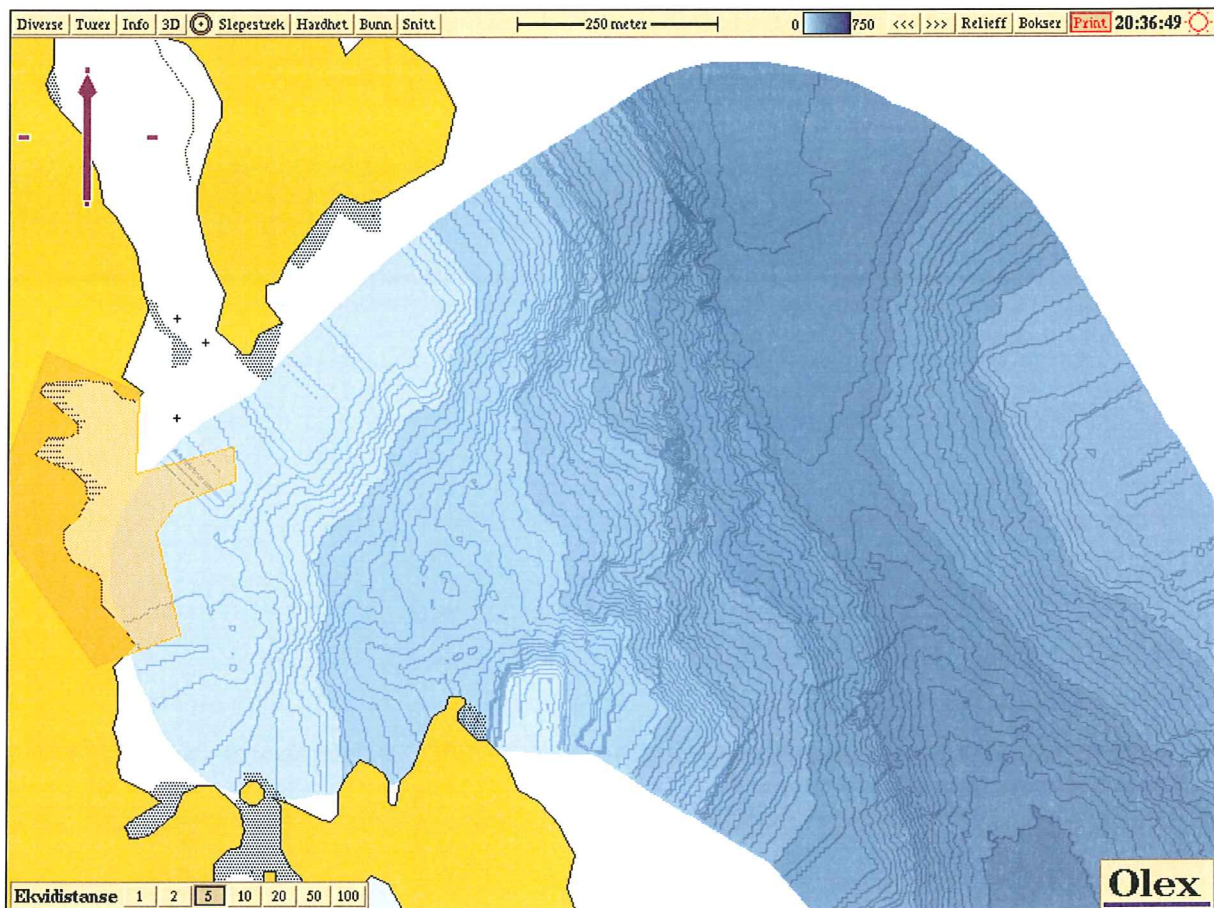 Diverse Turer Info 3D Slepestrek Hardhet Bunn Snitt 250 meter 0 750 <<< >>> Relieff Bokser Print 20:36:49
Ekvidistanse 1 2 5 10 20 50 100
Olex